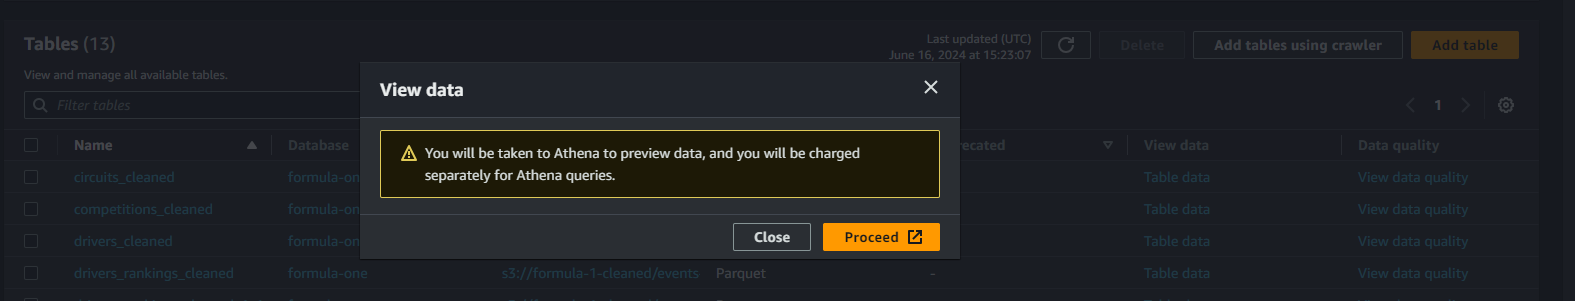 Tables (13)
Last updated (UTC)
June 16, 2024 at 15:23:07
Delete
Add tables using crawler
Add table
View and manage all available tables.
Filter tables
1
View data
You will be taken to Athena to preview data, and you will be charged
separately for Athena queries.
Close
Proceed
Name Database ecated View data Data quality
circuits_cleaned formula-on Table data View data quality
competitions_cleaned formula-on Table data View data quality
drivers_cleaned formula-on Table data View data quality
drivers_rankings_cleaned formula-one s3://formula-1-cleaned/events Parquet - Table data View data quality